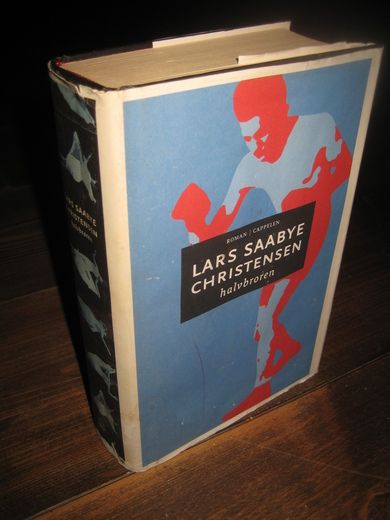 ROMAN | CAPPELEN
LARS SAABYE
CHRISTENSEN
halvbroren
LARS SAABYE
CHRISTENSEN
halvbroren